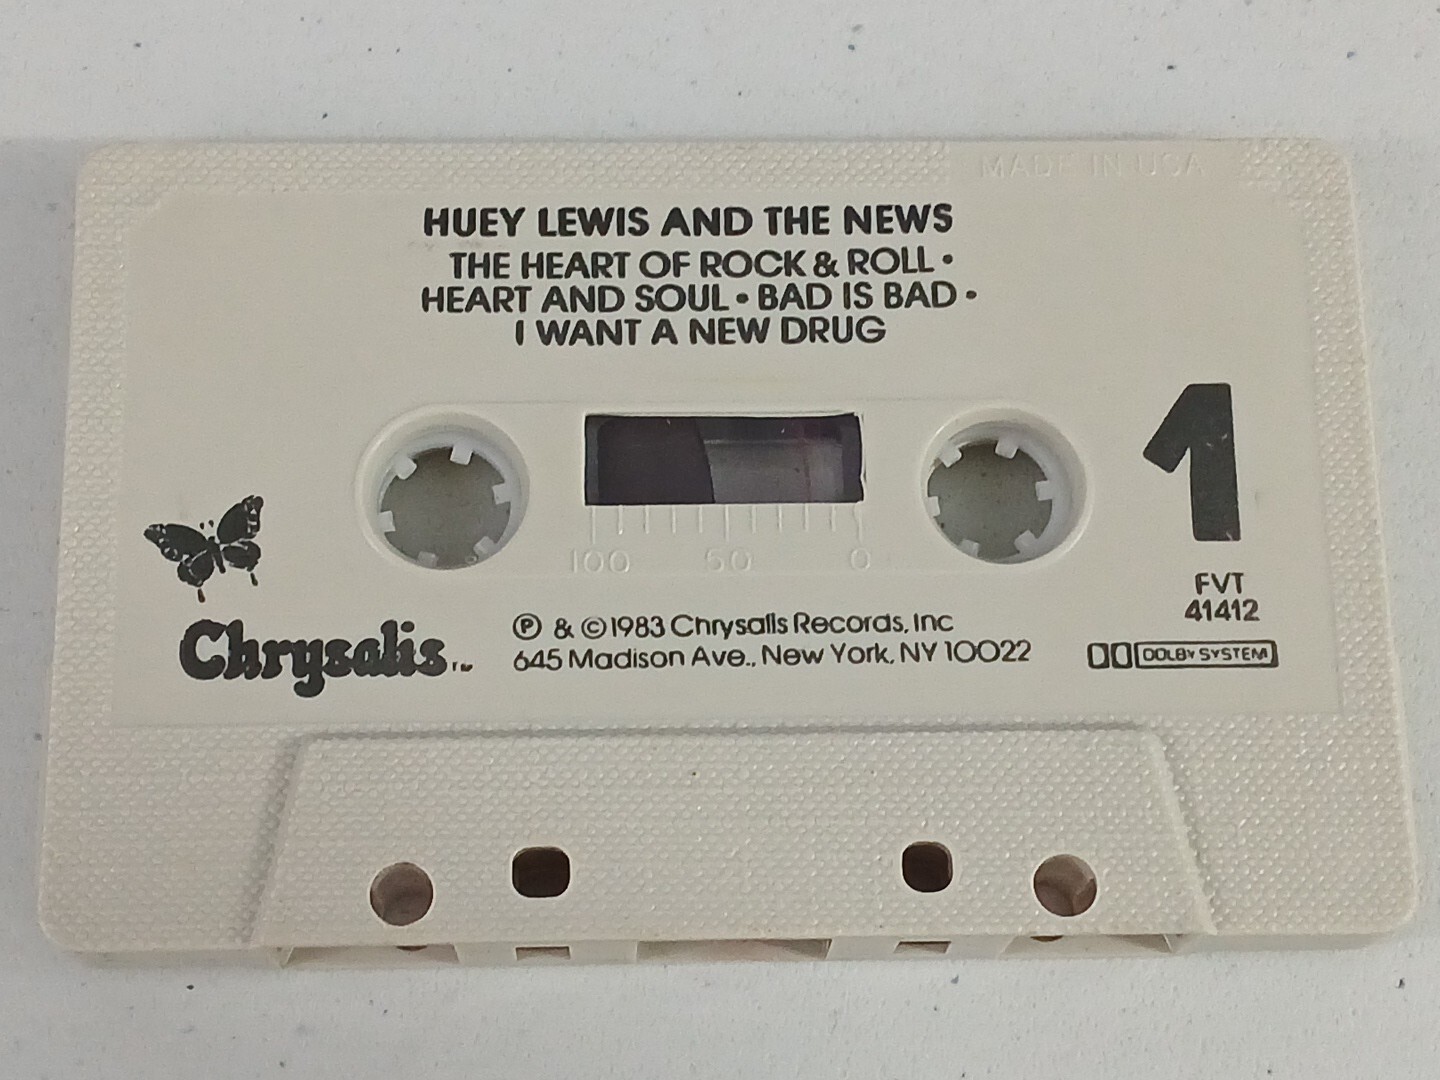 MADE IN USA
HUEY LEWIS AND THE NEWS
THE HEART OF ROCK & ROLL •
HEART AND SOUL • BAD IS BAD •
I WANT A NEW DRUG
1
100 50 0
FVT
41412
Chrysalis™
Ⓟ & © 1983 Chrysalis Records, Inc
645 Madison Ave., New York, NY 10022
DOLBY SYSTEM